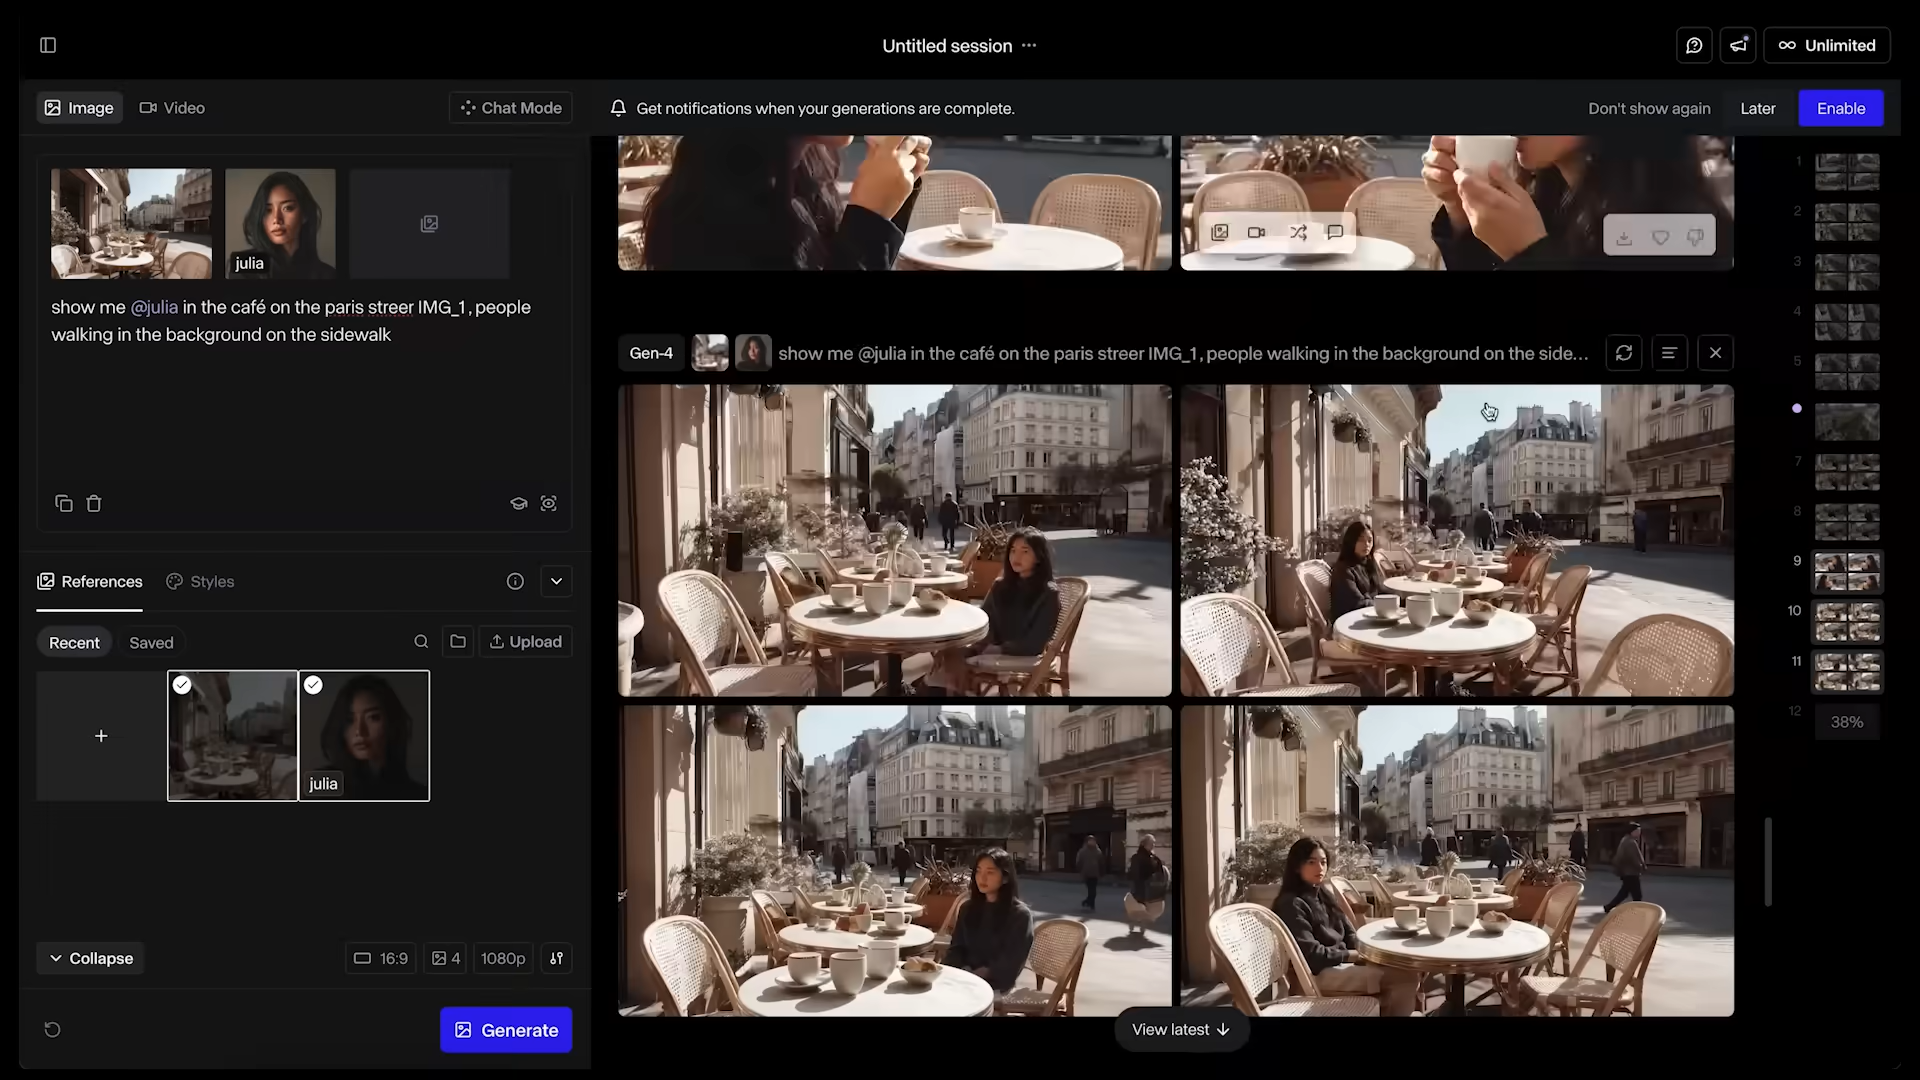 Untitled session
Unlimited
Image
Video
Chat Mode
Get notifications when your generations are complete.
Don't show again
Later
Enable
julia
show me @julia in the café on the paris streer IMG_1, people
walking in the background on the sidewalk
Gen-4
show me @julia in the café on the paris streer IMG_1, people walking in the background on the side...
References
Styles
Recent
Saved
Upload
julia
Collapse
16:9
4
1080p
Generate
View latest
1
2
3
4
5
7
8
9
10
11
12
38%